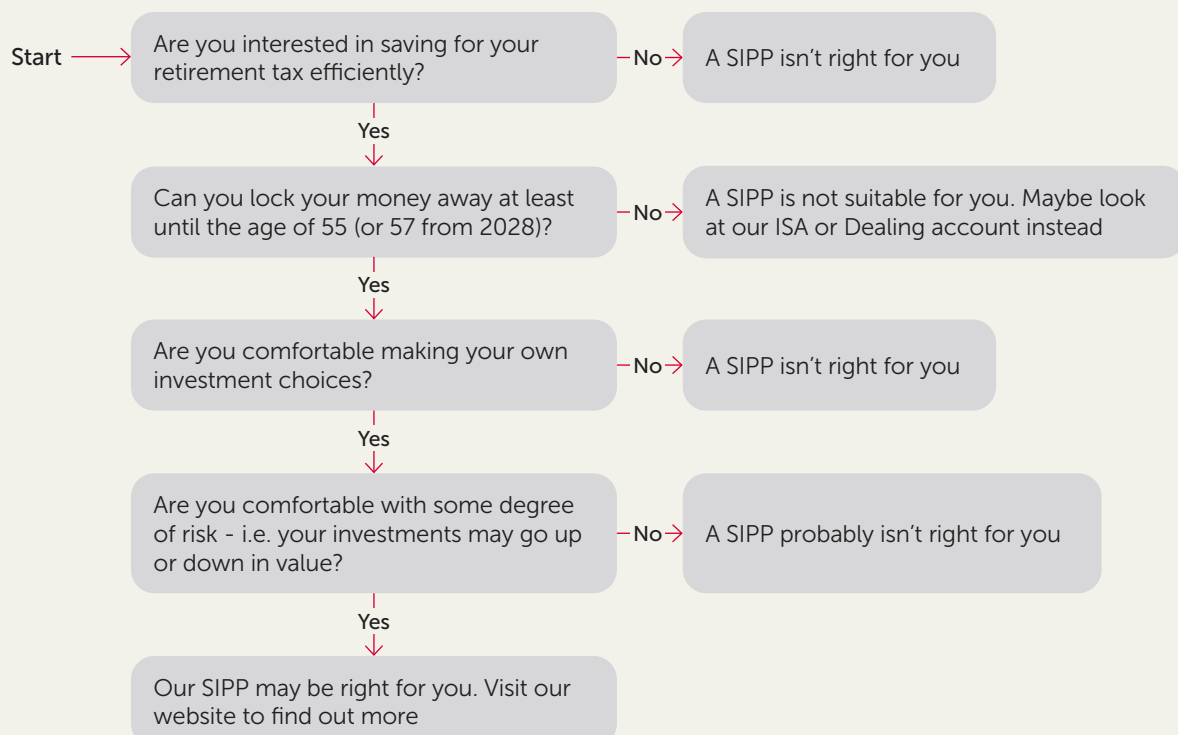 Start
Are you interested in saving for your
retirement tax efficiently?
No
A SIPP isn't right for you
Yes
Can you lock your money away at least
until the age of 55 (or 57 from 2028)?
No
A SIPP is not suitable for you. Maybe look
at our ISA or Dealing account instead
Yes
Are you comfortable making your own
investment choices?
No
A SIPP isn't right for you
Yes
Are you comfortable with some degree
of risk - i.e. your investments may go up
or down in value?
No
A SIPP probably isn't right for you
Yes
Our SIPP may be right for you. Visit our
website to find out more